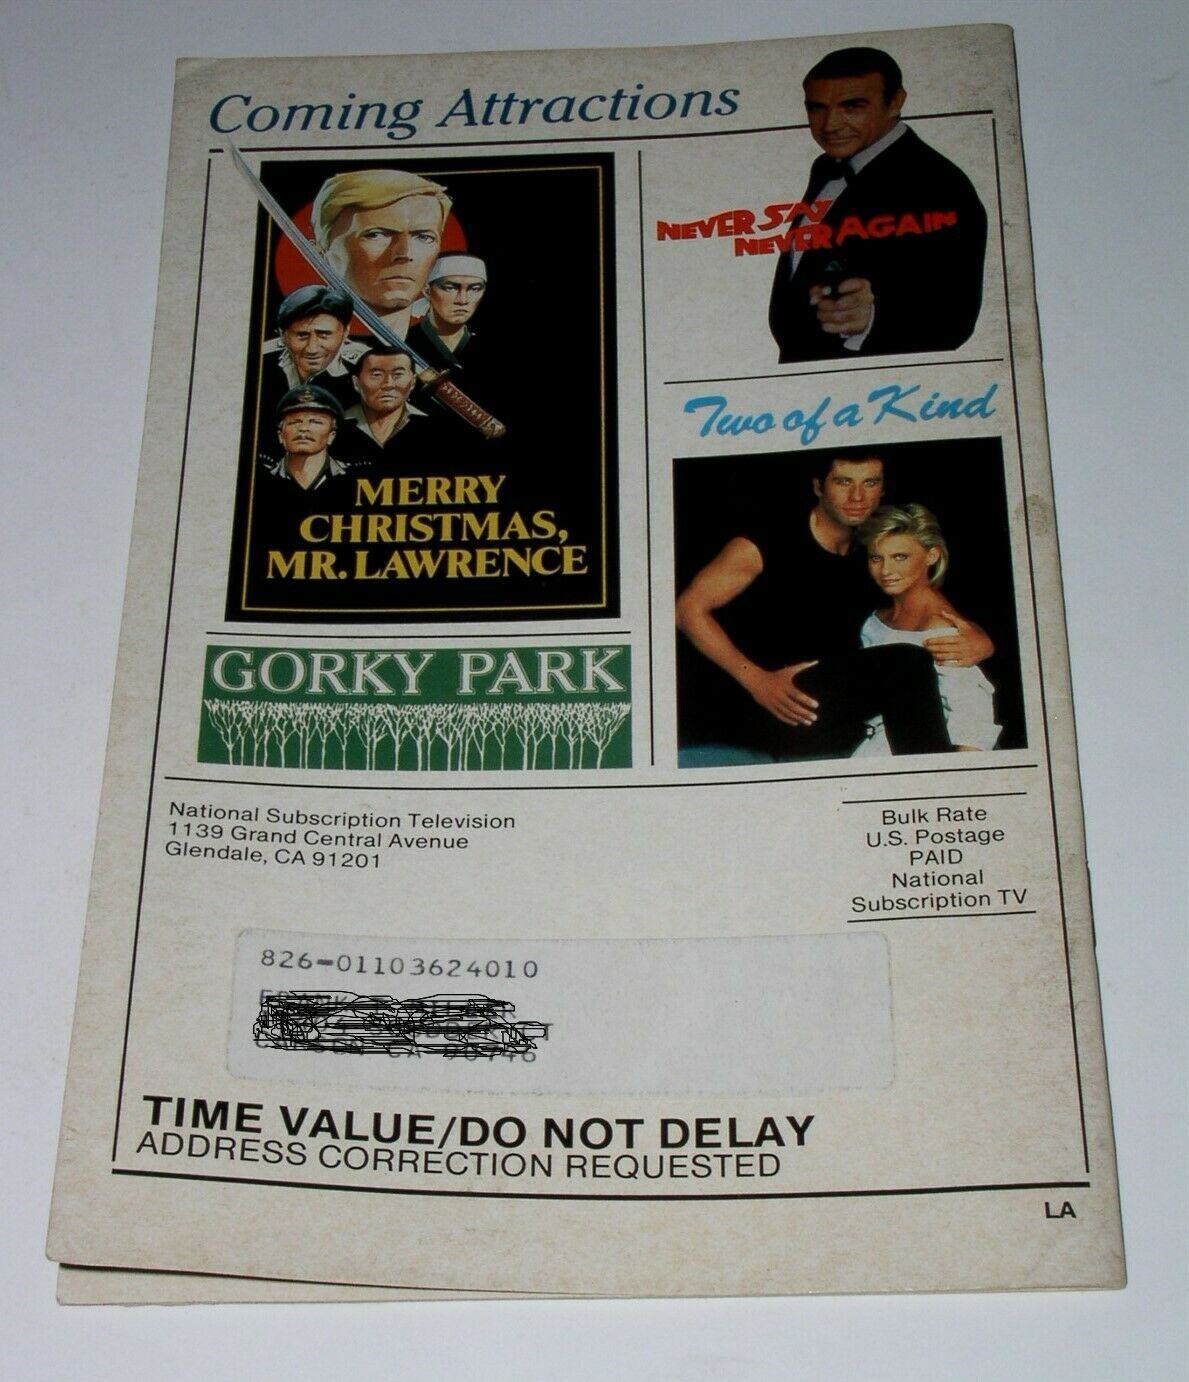 Coming Attractions
MERRY
CHRISTMAS,
MR. LAWRENCE
NEVER SAY
NEVER AGAIN
Two of a Kind
GORKY PARK
National Subscription Television
1139 Grand Central Avenue
Glendale, CA 91201
Bulk Rate
U.S. Postage
PAID
National
Subscription TV
826-01103624010
TIME VALUE/DO NOT DELAY
ADDRESS CORRECTION REQUESTED
LA